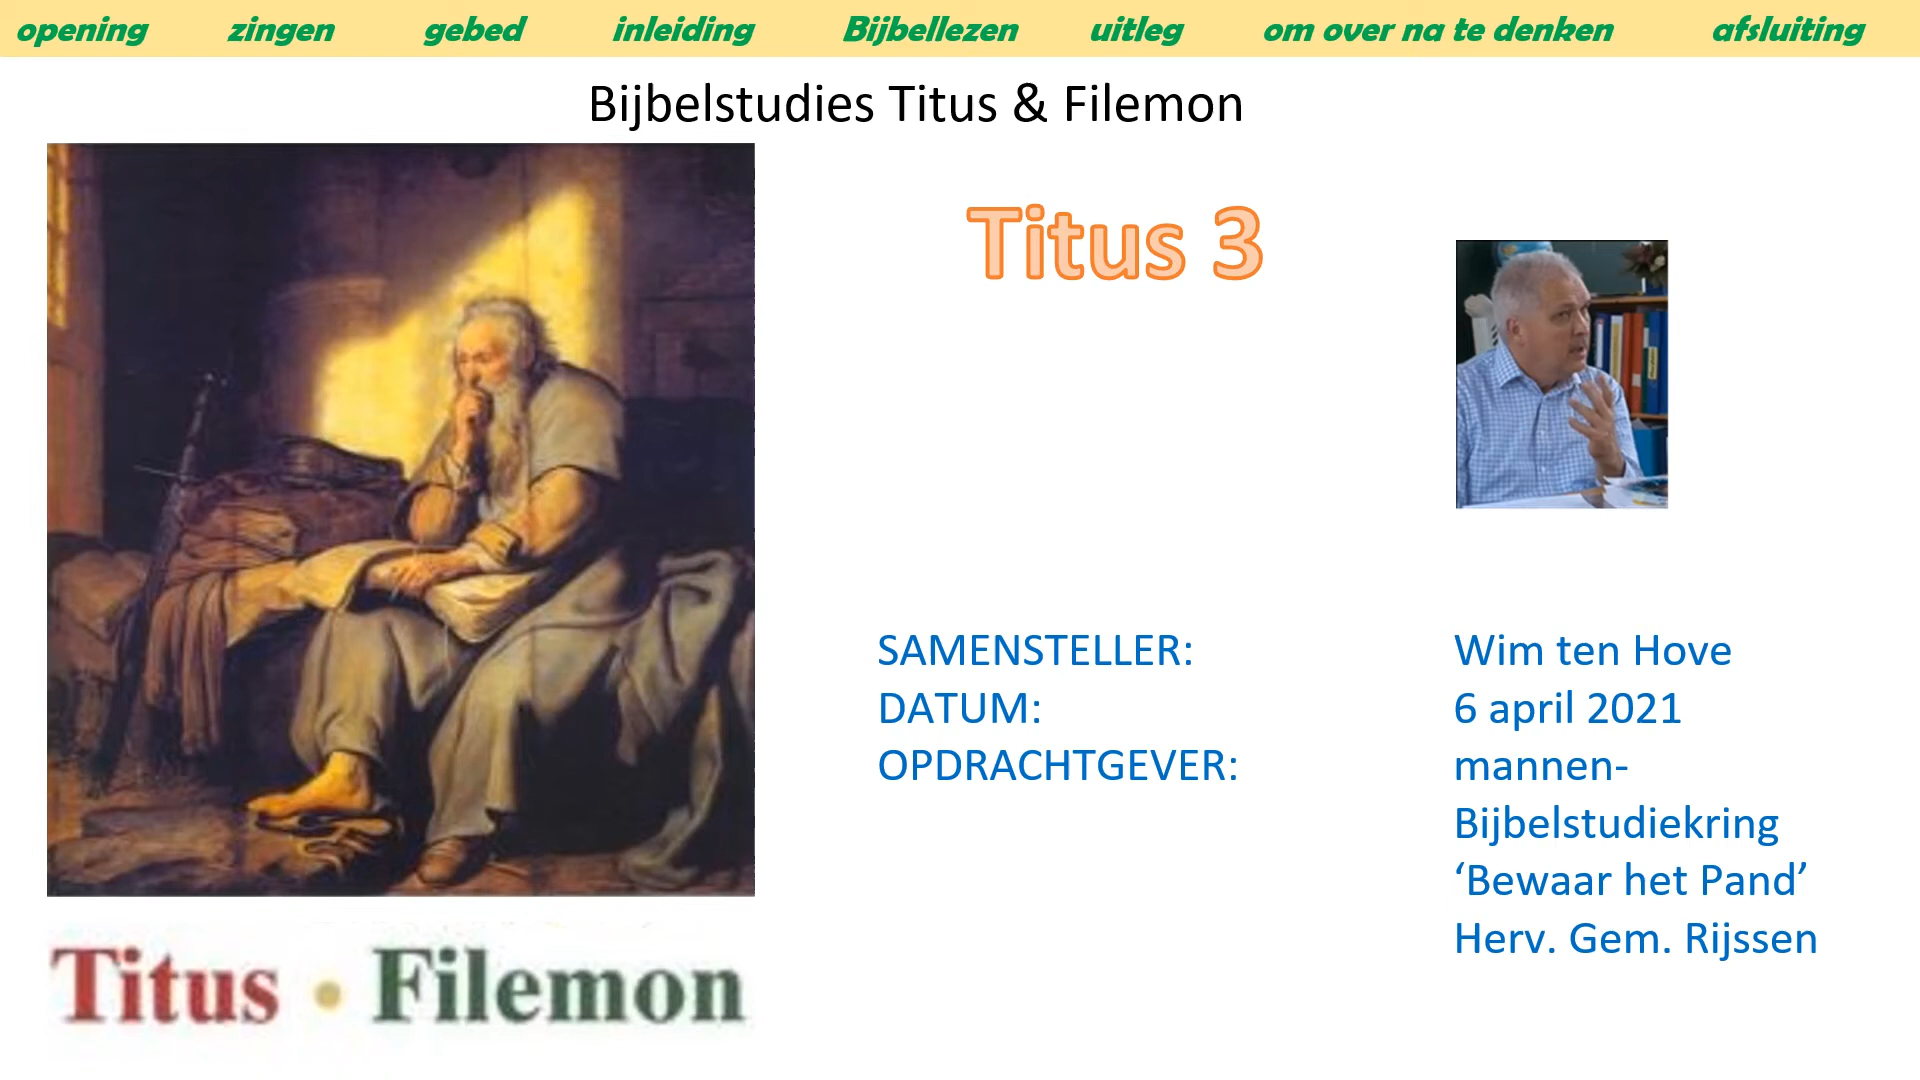 opening zingen gebed inleiding Bijbellezen uitleg om over na te denken afsluiting
Bijbelstudies Titus & Filemon
Titus 3
SAMENSTELLER: Wim ten Hove
DATUM: 6 april 2021
OPDRACHTGEVER: mannen-
Bijbelstudiekring
‘Bewaar het Pand’
Herv. Gem. Rijssen
Titus • Filemon